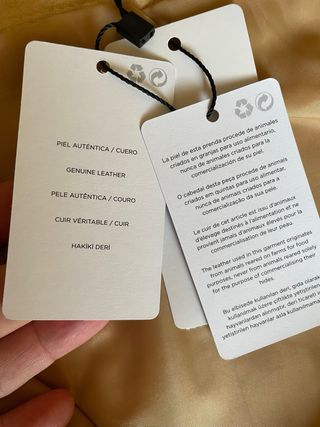 PIEL AUTÉNTICA / CUERO
GENUINE LEATHER
PELE AUTÊNTICA / COURO
CUIR VÉRITABLE / CUIR
HAKİKİ DERİ
La piel de esta prenda procede de animales
criados en granjas para uso alimentario,
nunca de animales criados para la
comercialización de su piel.
O cabedal desta peça procede de animais
criados em quintas para uso alimentar,
nunca de animais criados para a
comercialização da sua pele.
Le cuir de cet article est issu d'animaux
d'élevage destinés à l'alimentation et ne
provient jamais d'animaux élevés pour la
commercialisation de leur peau.
The leather used in this garment originates
from animals reared on farms for food
purposes, never from animals reared solely
for the purpose of commercialising their
hides.
Bu elbisede kullanılan deri, gıda olarak
kullanılmak üzere çiftlikte yetiştirilen
hayvanlardan alınmıştır, deri ticareti
yetiştirilen hayvanlar asla kullanılmama